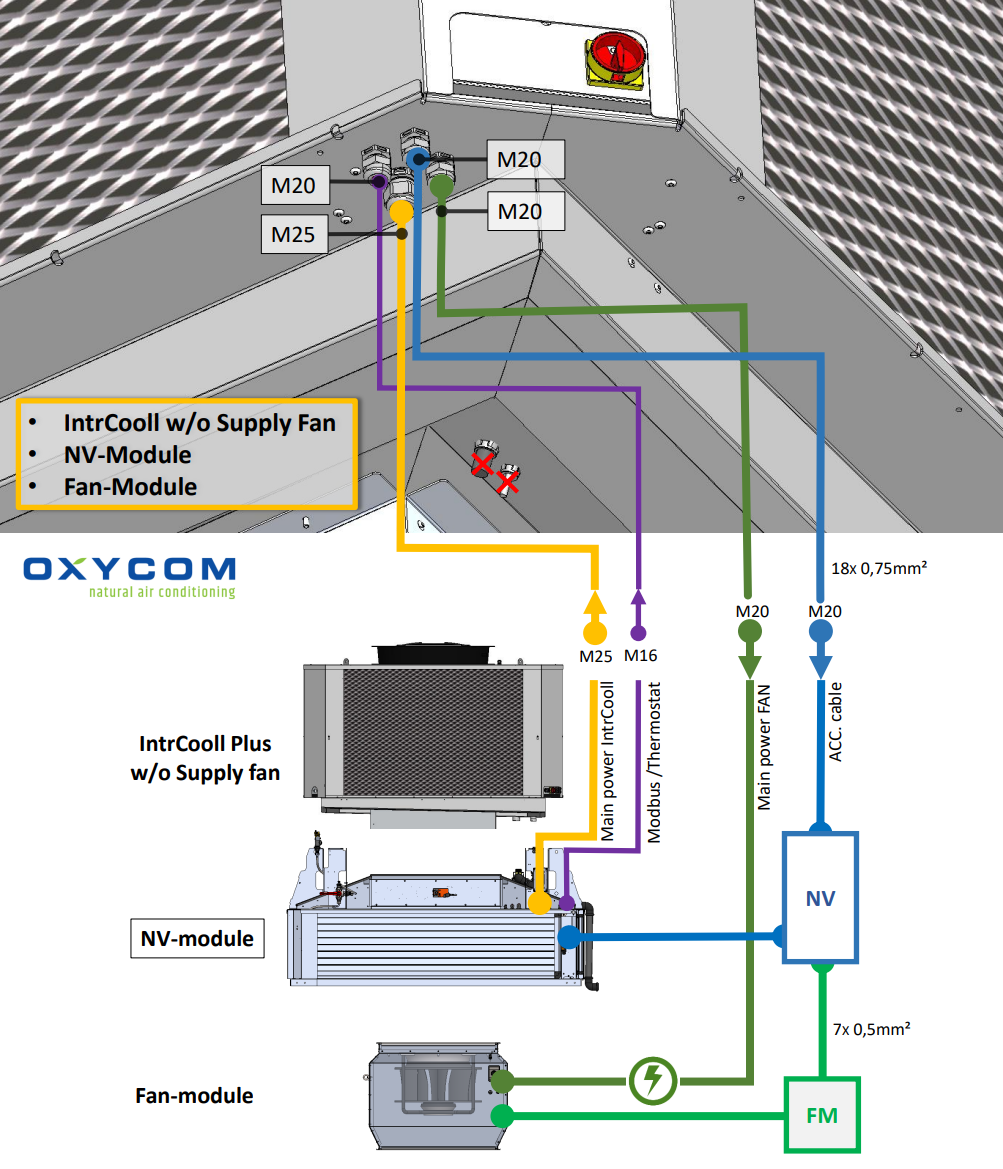 M20
M20
M20
M25
• IntrCooll w/o Supply Fan
• NV-Module
• Fan-Module
OXYCOM
natural air conditioning
18x 0,75mm²
M20
M20
M25
M16
Main power IntrCooll
Modbus /Thermostat
Main power FAN
ACC. cable
IntrCooll Plus
w/o Supply fan
NV
NV-module
7x 0,5mm²
Fan-module
FM